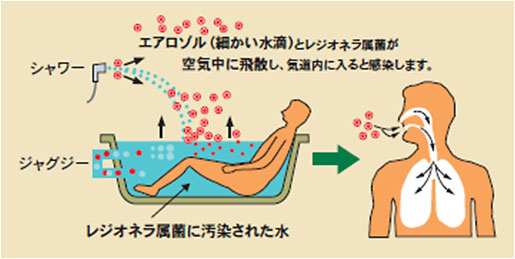 エアロゾル(細かい水滴)とレジオネラ属菌が
空気中に飛散し、気道内に入ると感染します。
シャワー
ジャグジー
レジオネラ属菌に汚染された水